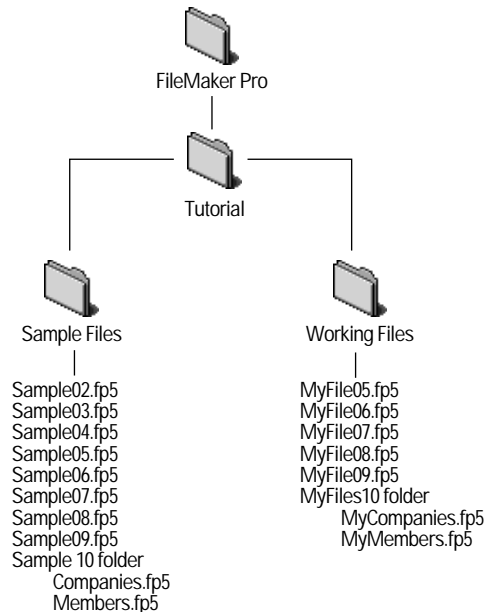 FileMaker Pro
Tutorial
Sample Files
Sample02.fp5
Sample03.fp5
Sample04.fp5
Sample05.fp5
Sample06.fp5
Sample07.fp5
Sample08.fp5
Sample09.fp5
Sample 10 folder
Companies.fp5
Members.fp5
Working Files
MyFile05.fp5
MyFile06.fp5
MyFile07.fp5
MyFile08.fp5
MyFile09.fp5
MyFiles10 folder
MyCompanies.fp5
MyMembers.fp5